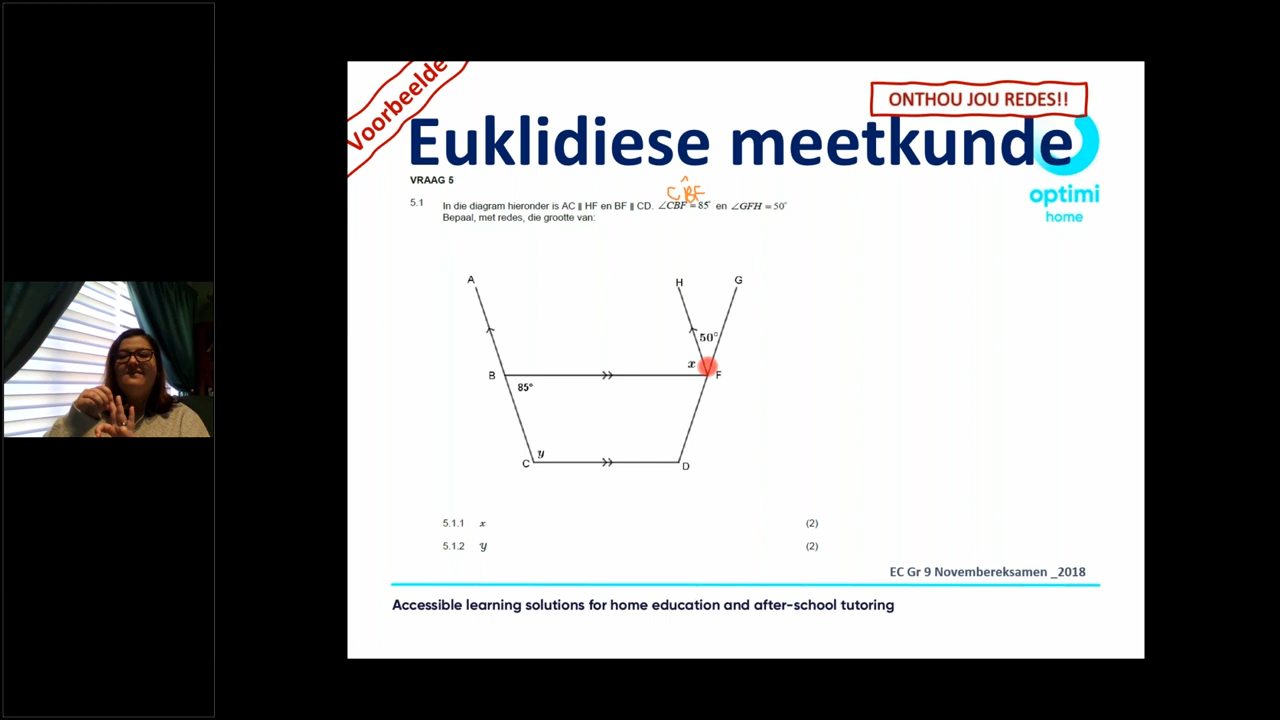 Voorbeelde
ONTHOU JOU REDES!!
Euklidiese meetkunde
optimi
home
VRAAG 5
CB̂F
5.1 In die diagram hieronder is AC ∥ HF en BF ∥ CD. ∠CBF = 85° en ∠GFH = 50°
Bepaal, met redes, die grootte van:
A
H
G
50°
x
B
F
85°
y
C
D
5.1.1 x (2)
5.1.2 y (2)
EC Gr 9 Novembereksamen _2018
Accessible learning solutions for home education and after-school tutoring